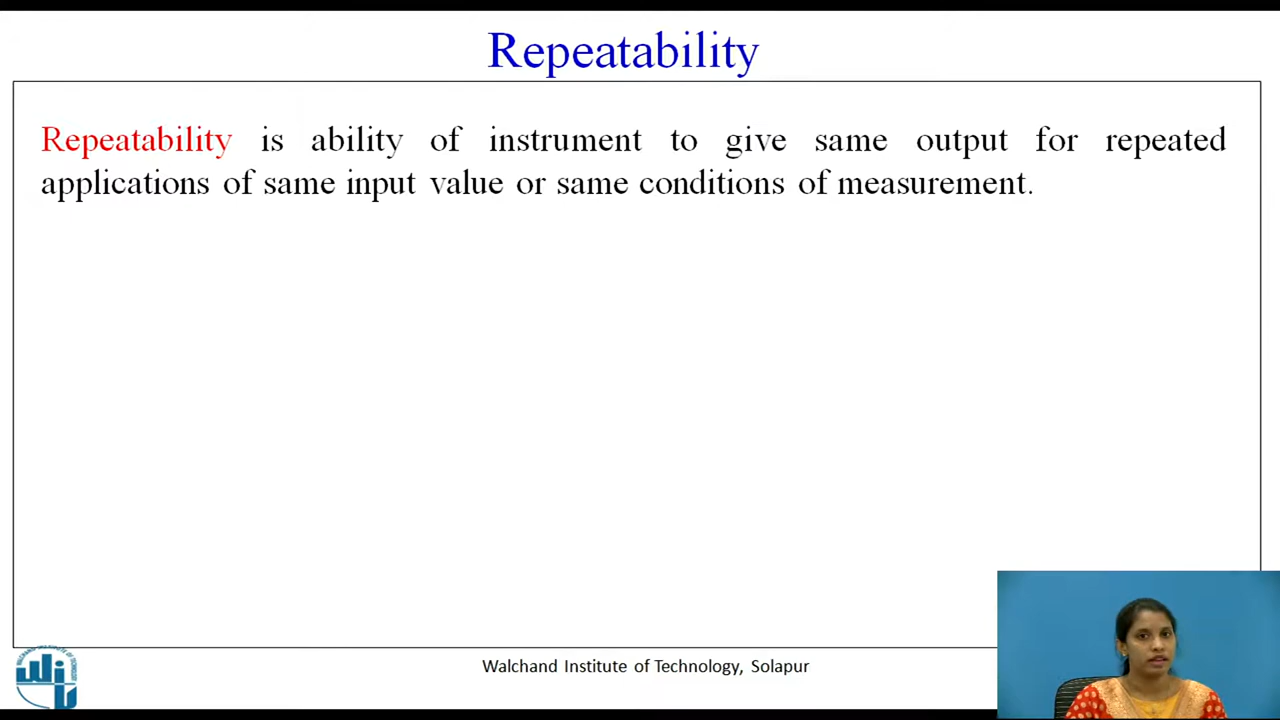 Repeatability
Repeatability is ability of instrument to give same output for repeated
applications of same input value or same conditions of measurement.
Walchand Institute of Technology, Solapur